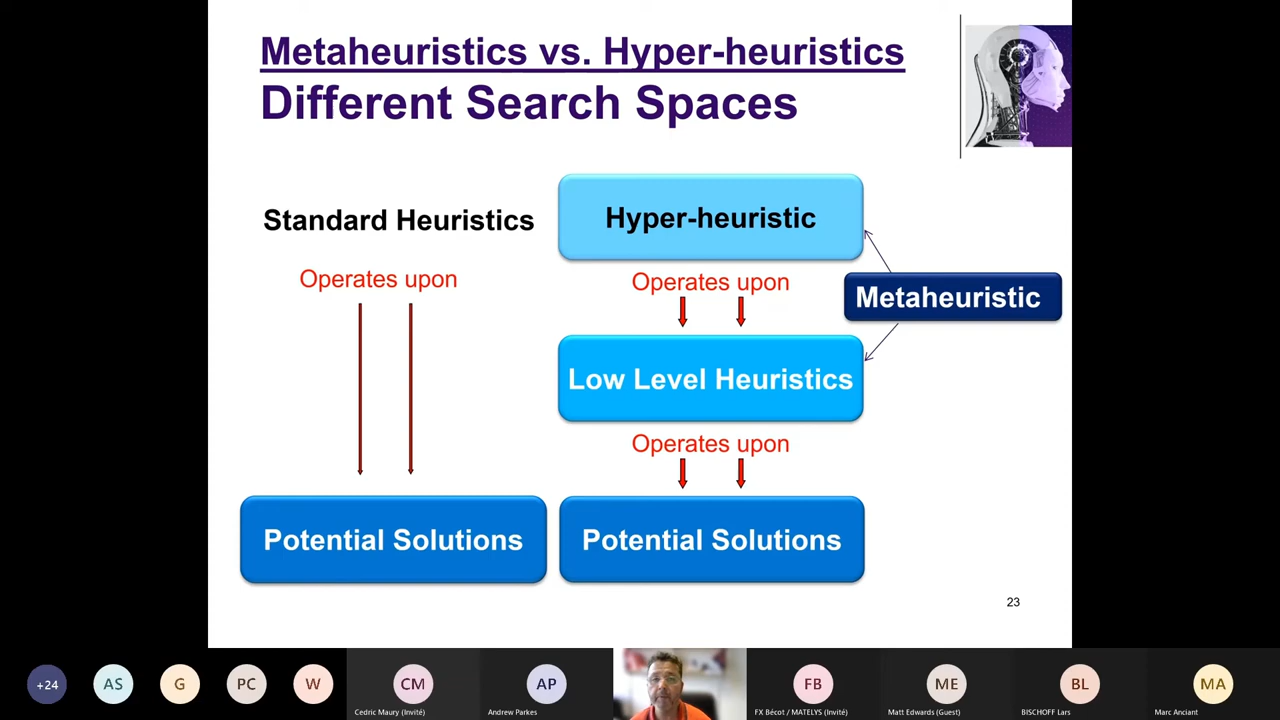 Metaheuristics vs. Hyper-heuristics
Different Search Spaces
Standard Heuristics
Operates upon
Potential Solutions
Hyper-heuristic
Operates upon
Low Level Heuristics
Operates upon
Potential Solutions
Metaheuristic
23
+24
AS
G
PC
W
CM
Cedric Maury (Invité)
AP
Andrew Parkes
FB
FX Bécot / MATELYS (Invité)
ME
Matt Edwards (Guest)
BL
BISCHOFF Lars
MA
Marc Anciant